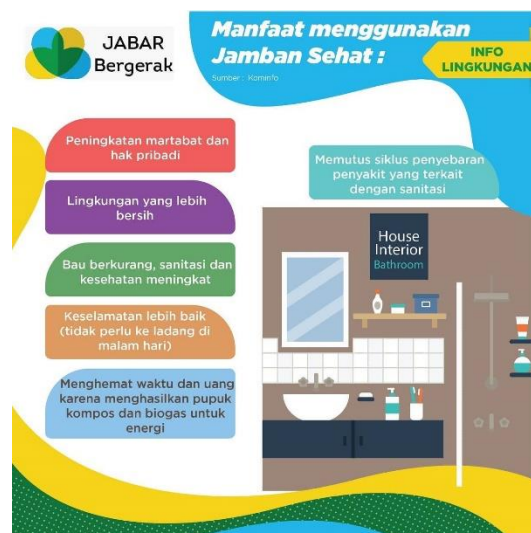 JABAR
Bergerak
Manfaat menggunakan
Jamban Sehat :
Sumber : Kominfo
INFO
LINGKUNGAN
Peningkatan martabat dan
hak pribadi
Lingkungan yang lebih
bersih
Bau berkurang, sanitasi dan
kesehatan meningkat
Keselamatan lebih baik
(tidak perlu ke ladang di
malam hari)
Menghemat waktu dan uang
karena menghasilkan pupuk
kompos dan biogas untuk
energi
Memutus siklus penyebaran
penyakit yang terkait
dengan sanitasi
House
Interior
Bathroom